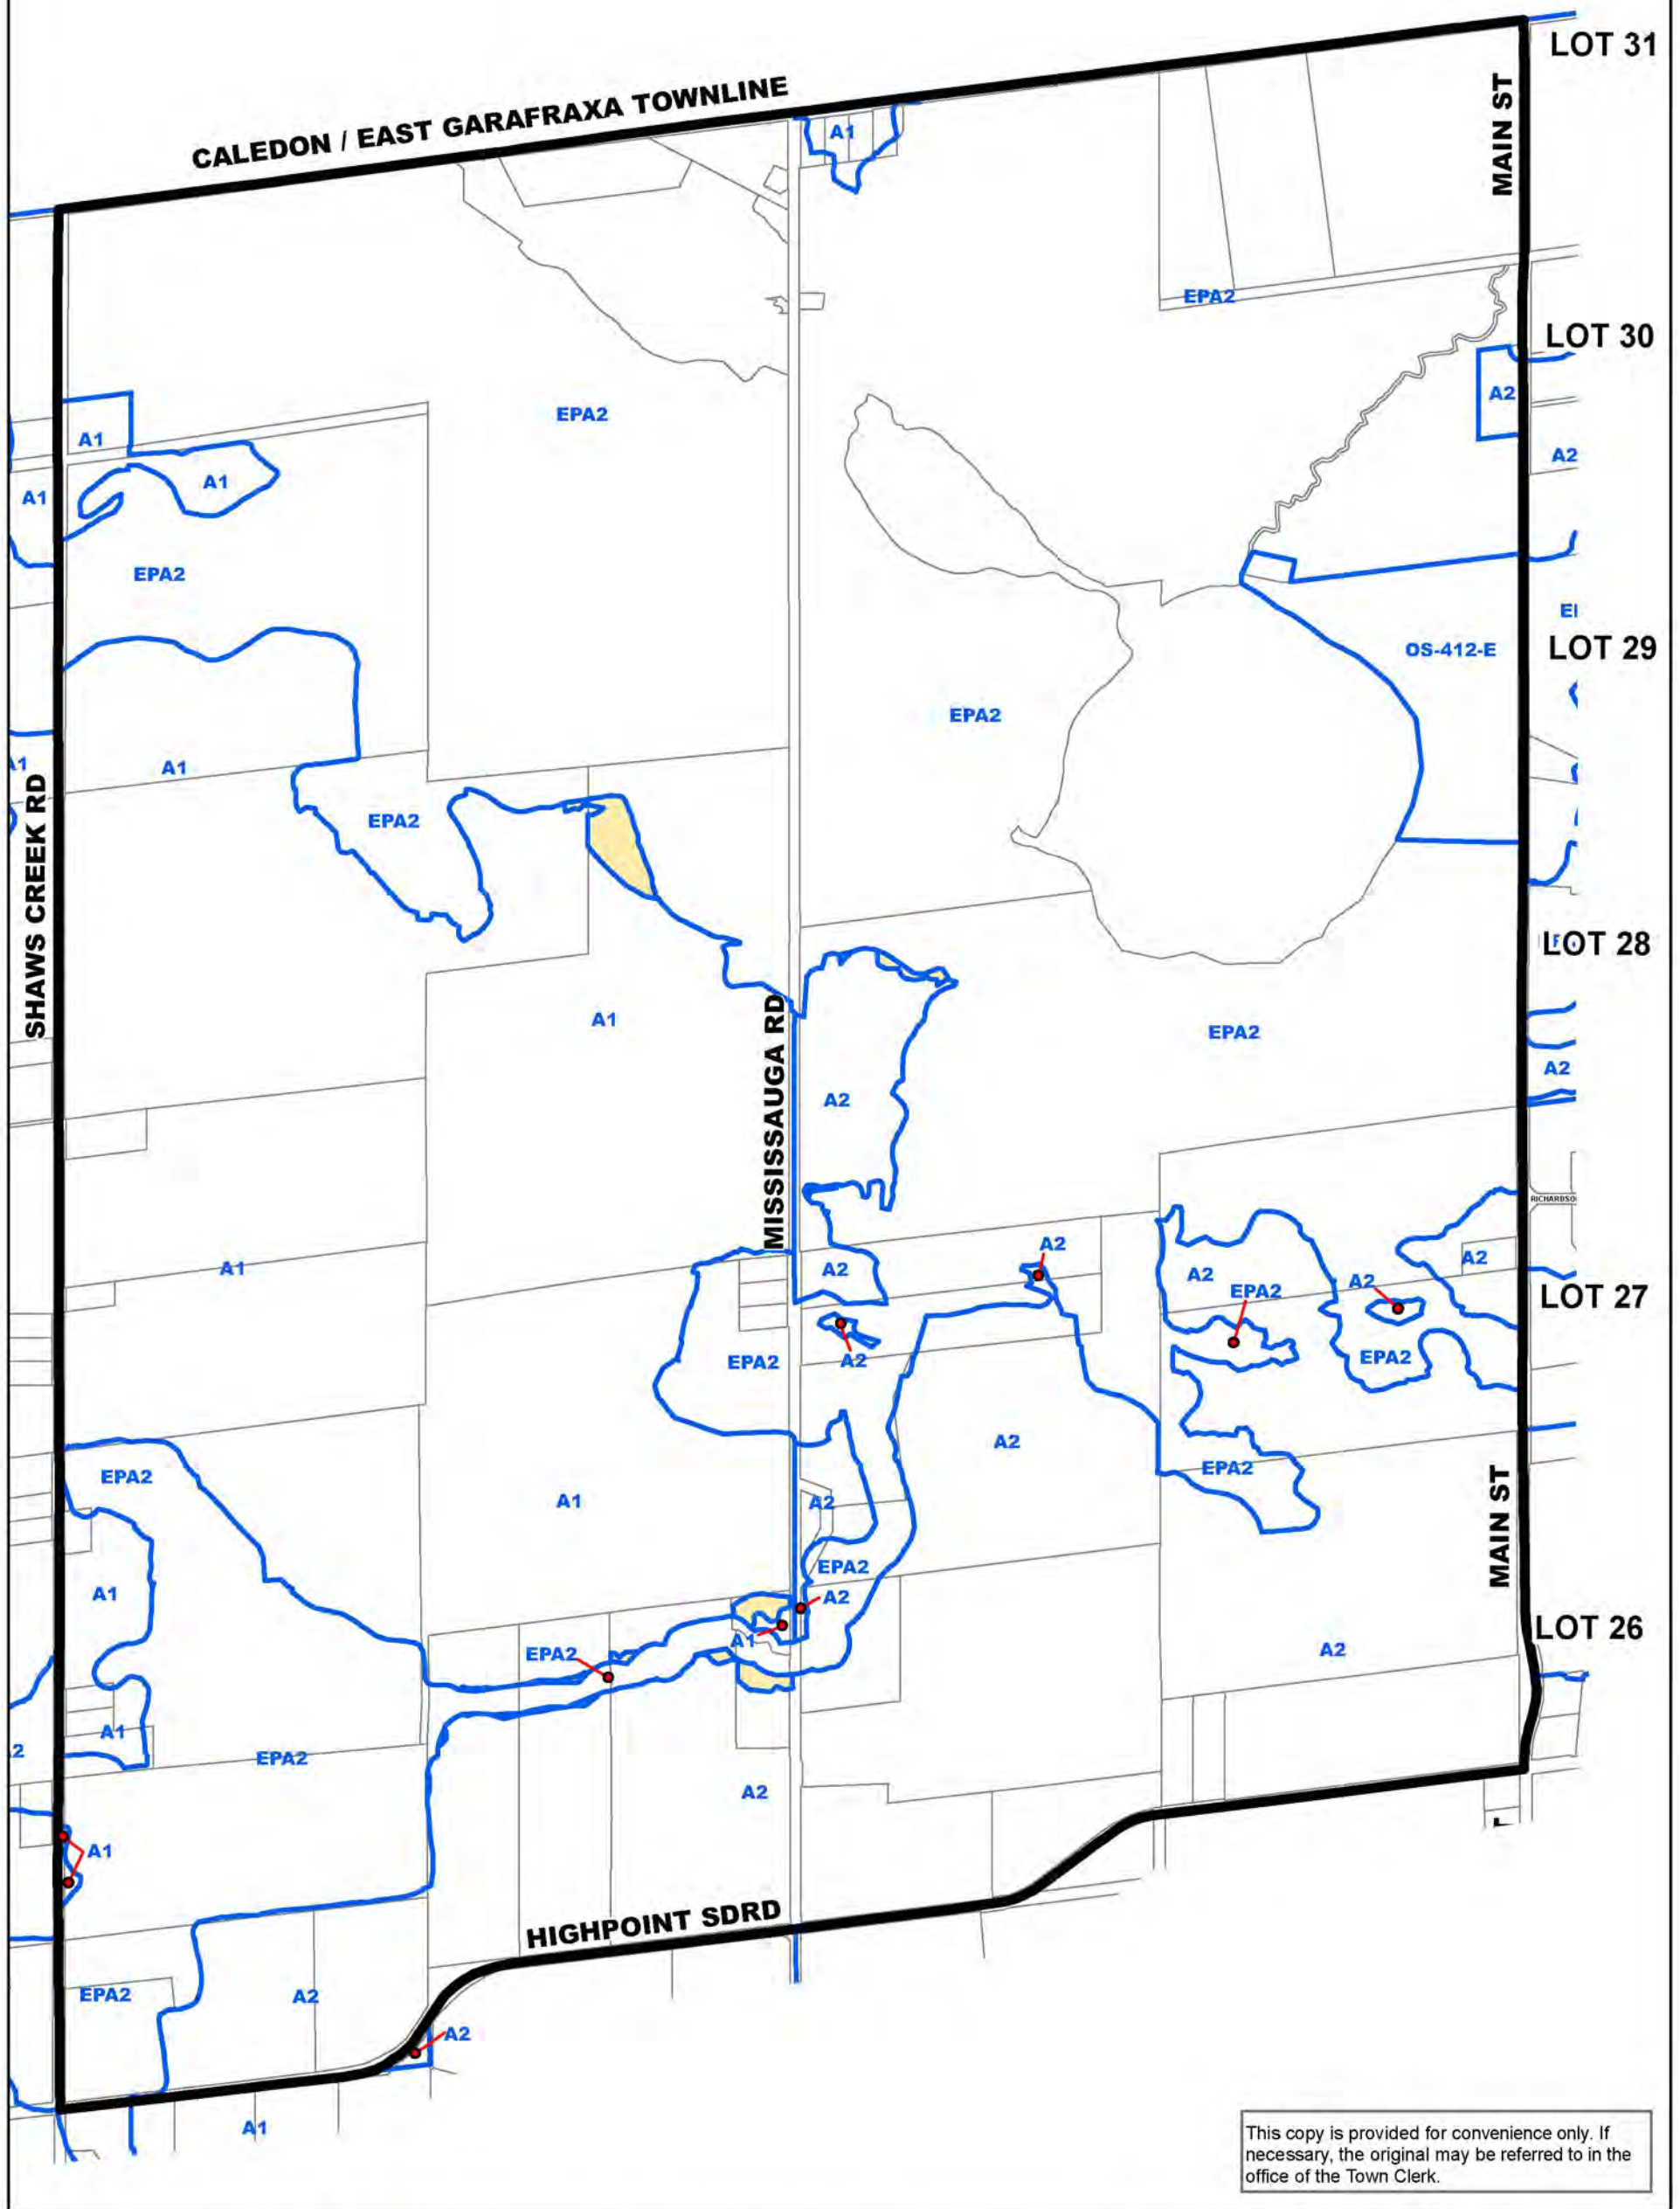 LOT 31
MAIN ST
CALEDON / EAST GARAFRAXA TOWNLINE
A1
EPA2
LOT 30
A2
EPA2
A1
A2
A1
A1
EPA2
OS-412-E
LOT 29
EPA2
A1
A1
EPA2
SHAWS CREEK RD
LOT 28
A1
EPA2
MISSISSAUGA RD
A2
A2
RICHARDSO
A2
A2
A1
A2
A2
EPA2
A2
LOT 27
EPA2
A2
EPA2
A2
EPA2
EPA2
A1
A2
MAIN ST
EPA2
A1
A2
LOT 26
A1
EPA2
A2
A1
2
EPA2
A2
A1
HIGHPOINT SDRD
EPA2
A2
A2
A1
This copy is provided for convenience only. If
necessary, the original may be referred to in the
office of the Town Clerk.